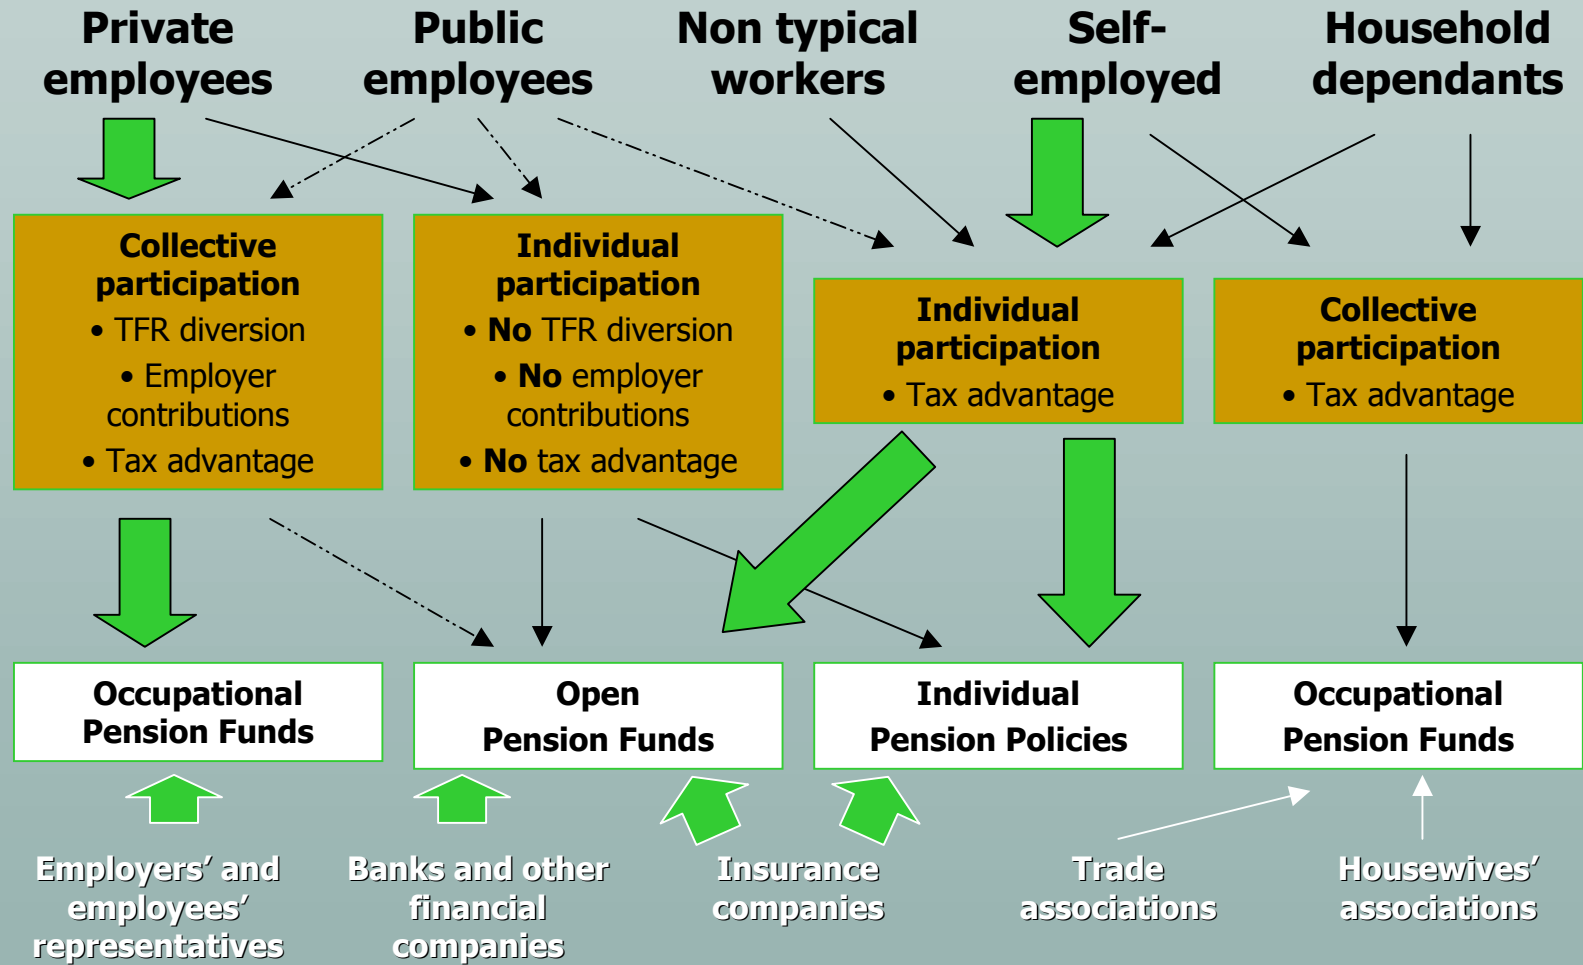 Private
employees
Public
employees
Non typical
workers
Self-
employed
Household
dependants
Collective
participation
• TFR diversion
• Employer
contributions
• Tax advantage
Individual
participation
• No TFR diversion
• No employer
contributions
• No tax advantage
Individual
participation
• Tax advantage
Collective
participation
• Tax advantage
Occupational
Pension Funds
Open
Pension Funds
Individual
Pension Policies
Occupational
Pension Funds
Employers’ and
employees’
representatives
Banks and other
financial
companies
Insurance
companies
Trade
associations
Housewives’
associations